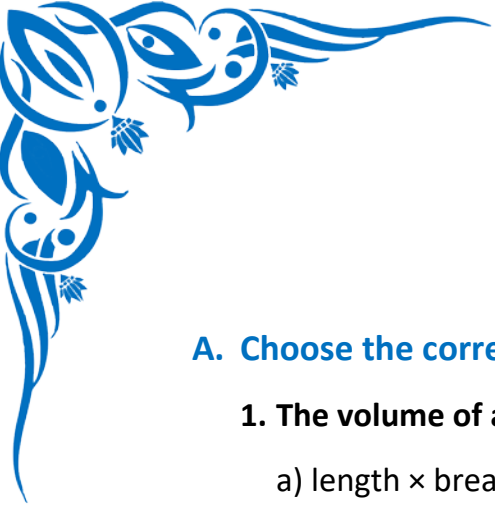 A. Choose the corre
1. The volume of a
a) length × brea